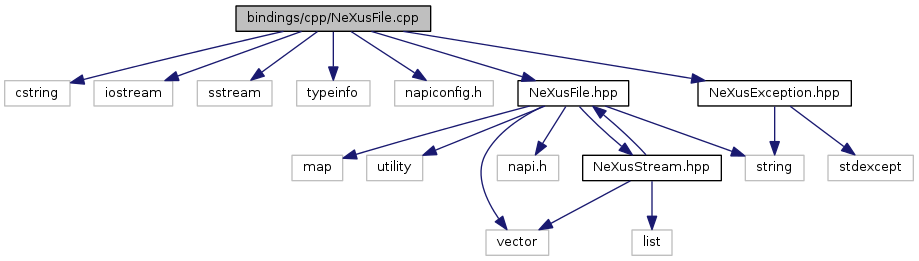 bindings/cpp/NeXusFile.cpp
cstring
iostream
sstream
typeinfo
napiconfig.h
NeXusFile.hpp
NeXusException.hpp
map
utility
napi.h
NeXusStream.hpp
string
stdexcept
vector
list